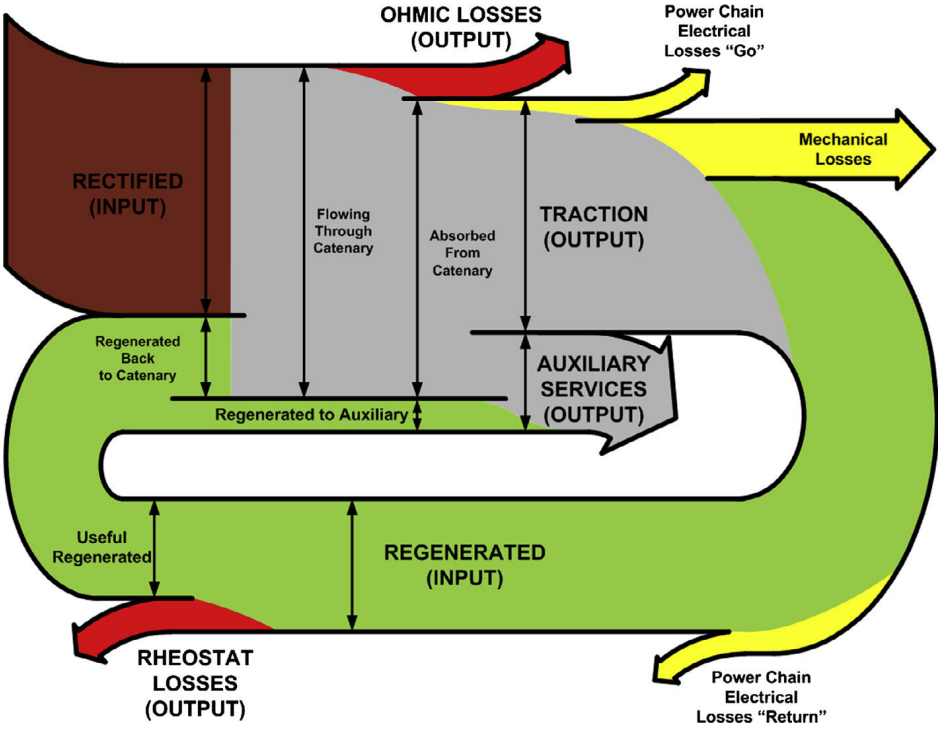 OHMIC LOSSES
(OUTPUT)
Power Chain
Electrical
Losses “Go”
Mechanical
Losses
RECTIFIED
(INPUT)
Flowing
Through
Catenary
Absorbed
From
Catenary
TRACTION
(OUTPUT)
Regenerated
Back
to Catenary
AUXILIARY
SERVICES
(OUTPUT)
Regenerated to Auxiliary
Useful
Regenerated
REGENERATED
(INPUT)
RHEOSTAT
LOSSES
(OUTPUT)
Power Chain
Electrical
Losses “Return”